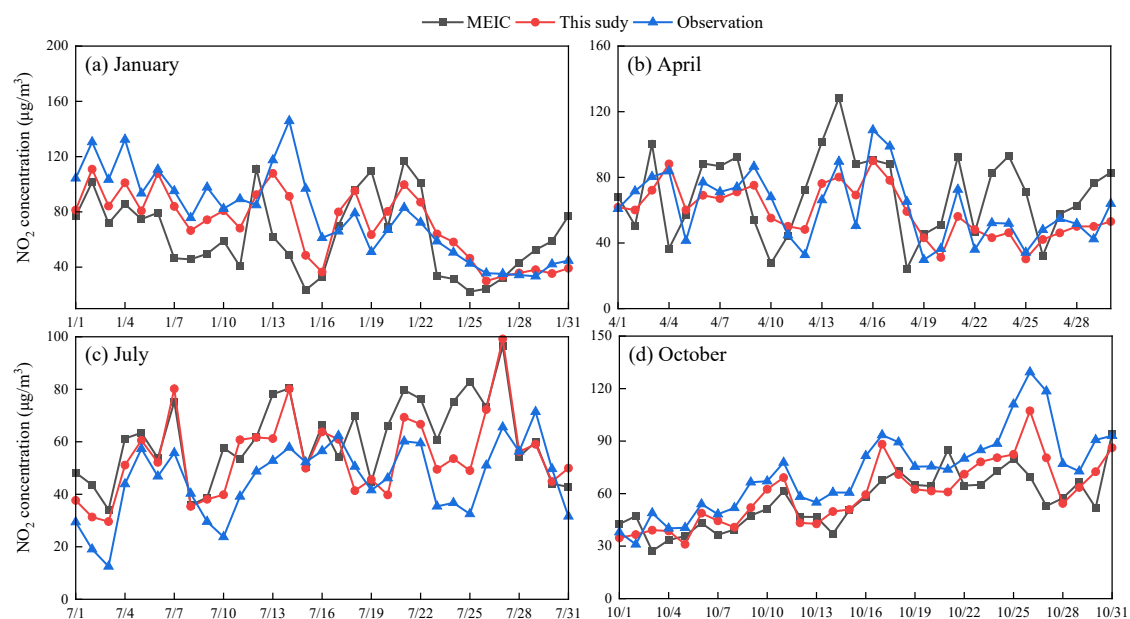 MEIC This sudy Observation
(a) January
NO₂ concentration (μg/m³)
200
160
120
80
40
1/1 1/4 1/7 1/10 1/13 1/16 1/19 1/22 1/25 1/28 1/31
(b) April
160
120
80
40
0
4/1 4/4 4/7 4/10 4/13 4/16 4/19 4/22 4/25 4/28
(c) July
NO₂ concentration (μg/m³)
100
80
60
40
20
0
7/1 7/4 7/7 7/10 7/13 7/16 7/19 7/22 7/25 7/28 7/31
(d) October
150
120
90
60
30
0
10/1 10/4 10/7 10/10 10/13 10/16 10/19 10/22 10/25 10/28 10/31